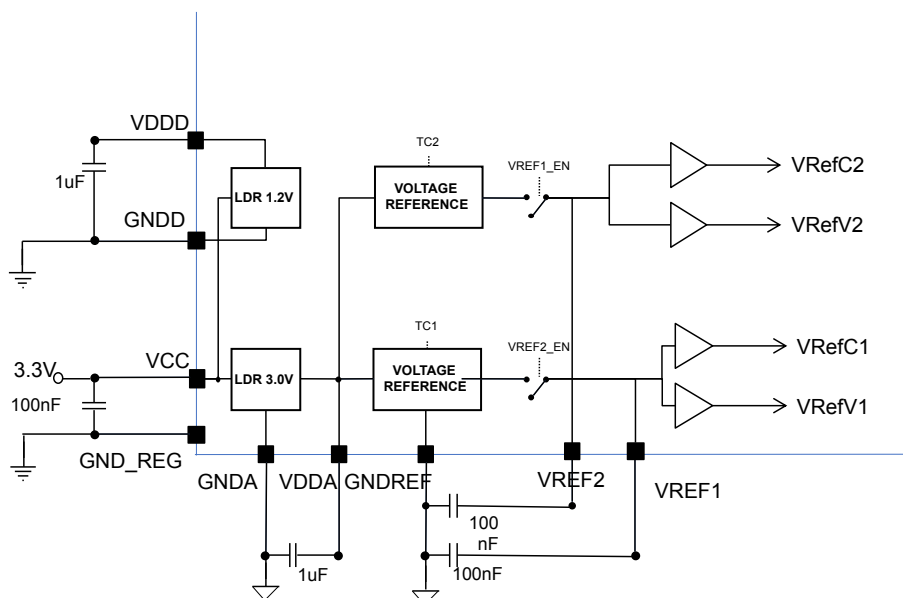 VDDD
TC2
VREF1_EN
VRefC2
1uF
LDR 1.2V
VOLTAGE
REFERENCE
GNDD
VRefV2
TC1
VREF2_EN
VRefC1
VCC
3.3V
LDR 3.0V
VOLTAGE
REFERENCE
100nF
VRefV1
GND_REG
GNDA
VDDA
GNDREF
VREF2
VREF1
100
nF
1uF
100nF